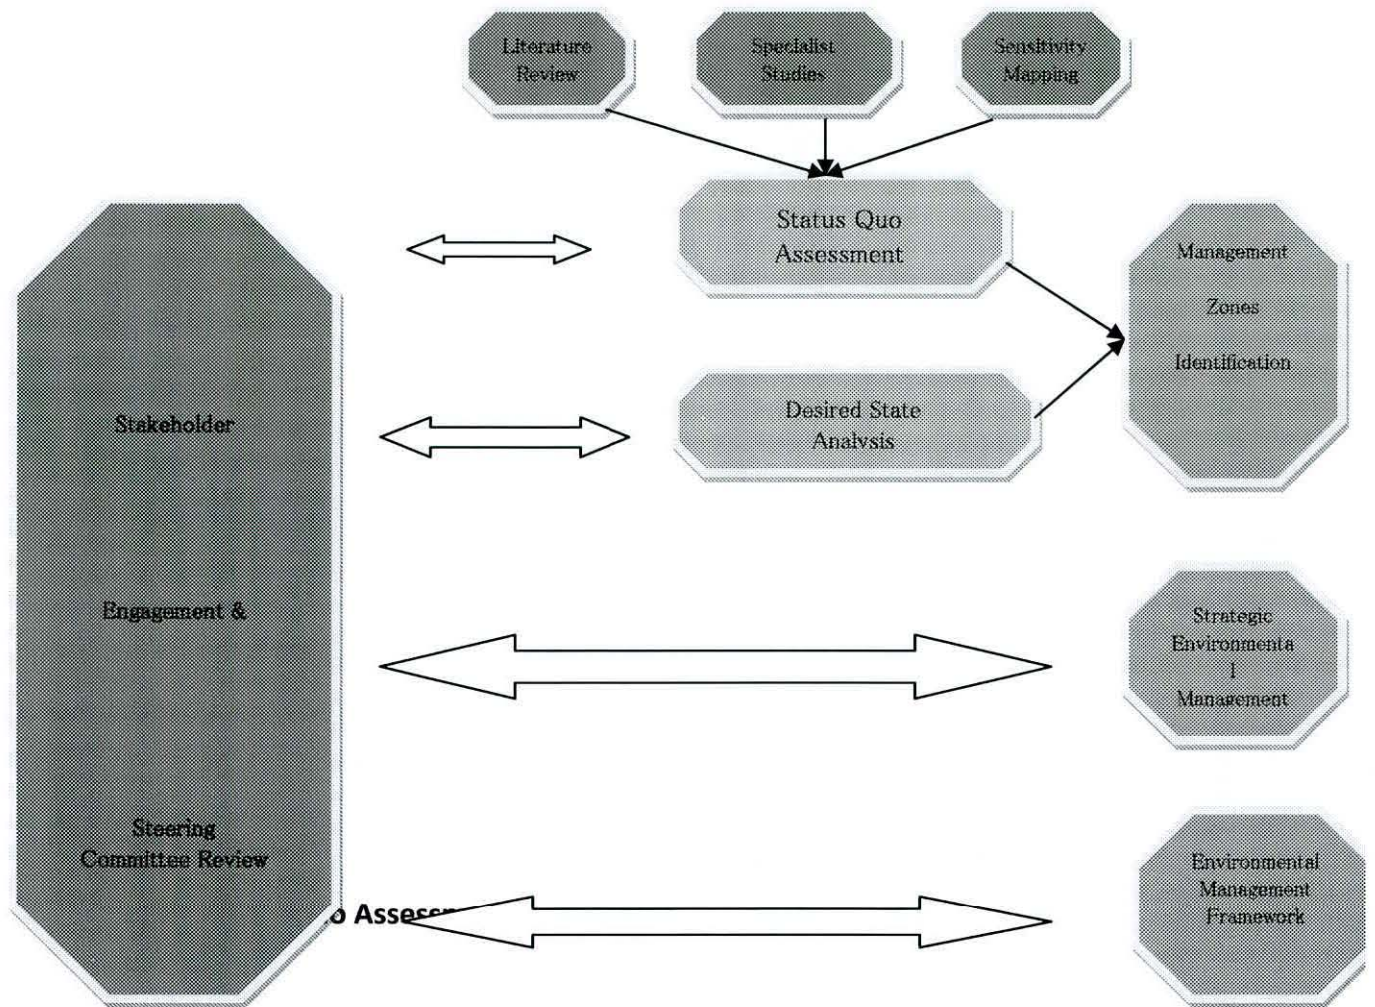 Literature
Review
Specialist
Studies
Sensitivity
Mapping
Status Quo
Assessment
Management
Zones
Identification
Desired State
Analysis
Stakeholder
Engagement &
Steering
Committee Review
Strategic
Environmenta
l
Management
Environmental
Management
Framework
o Assess